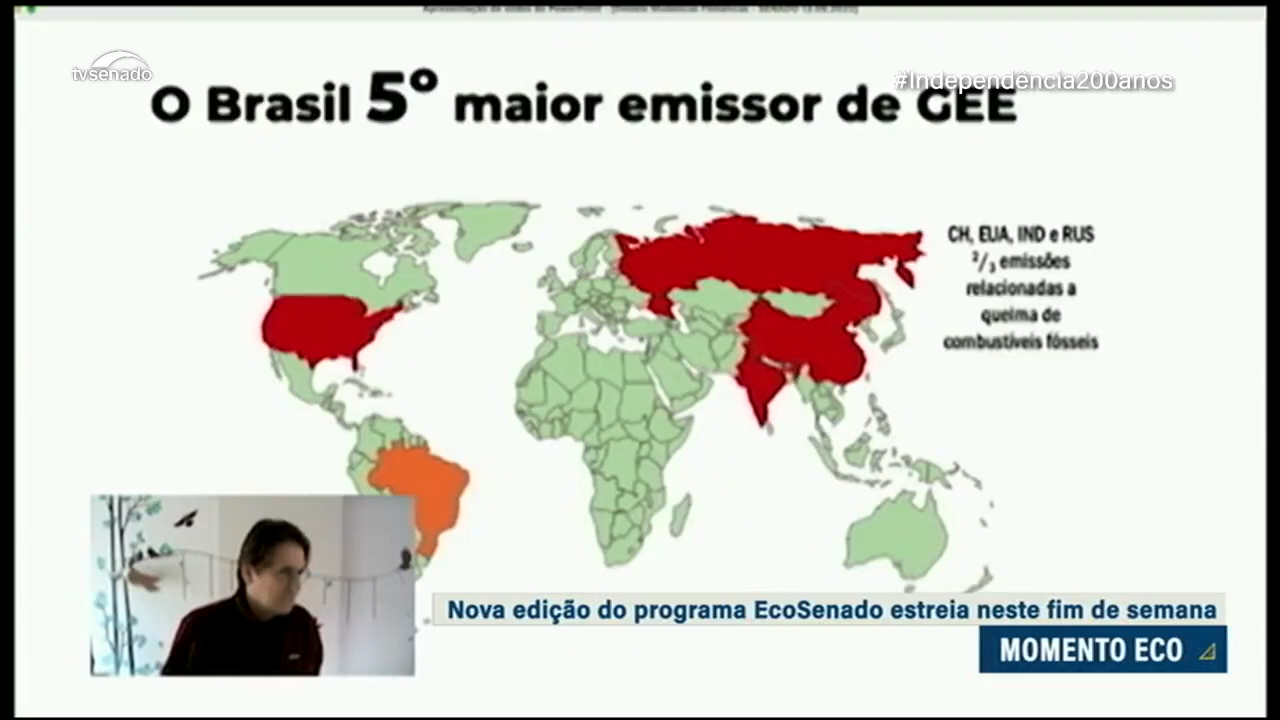 tvsenado
#Independência200anos
O Brasil 5º maior emissor de GEE
CH, EUA, IND e RUS
2/3 emissões
relacionadas a
queima de
combustíveis fósseis
Nova edição do programa EcoSenado estreia neste fim de semana
MOMENTO ECO